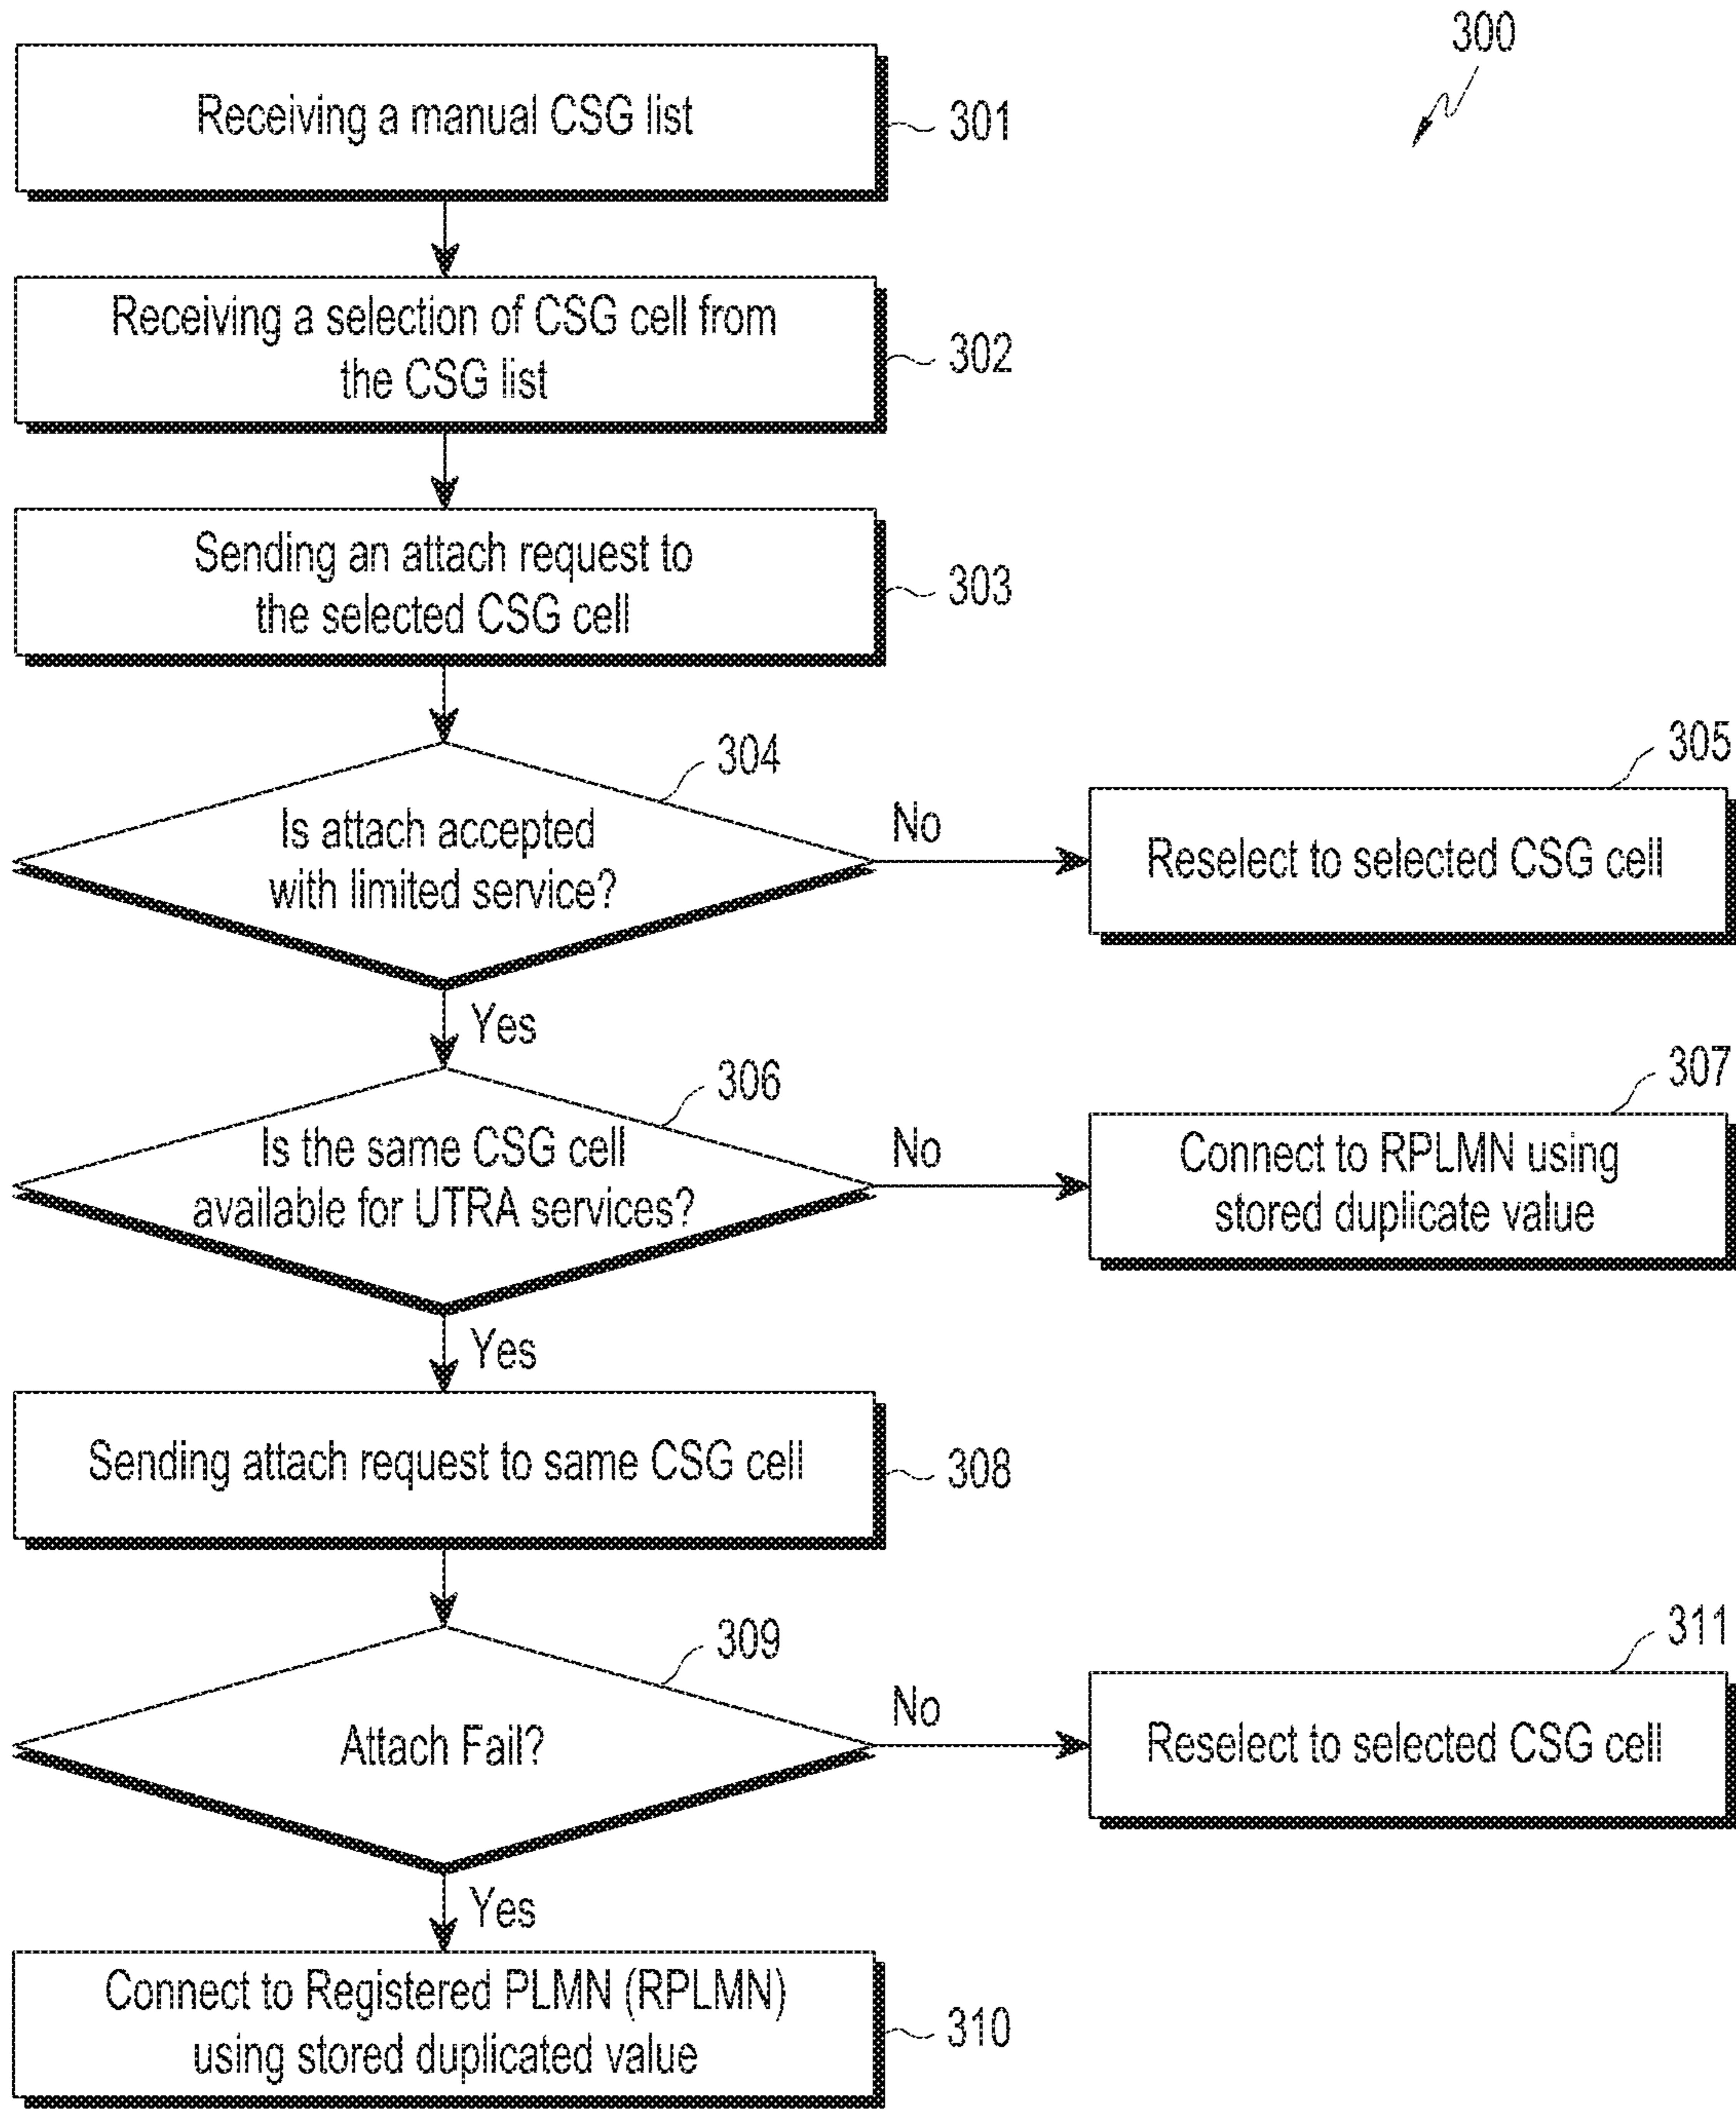 300
Receiving a manual CSG list
301
Receiving a selection of CSG cell from
the CSG list
302
Sending an attach request to
the selected CSG cell
303
304
Is attach accepted
with limited service?
No
305
Reselect to selected CSG cell
Yes
306
Is the same CSG cell
available for UTRA services?
No
307
Connect to RPLMN using
stored duplicate value
Yes
Sending attach request to same CSG cell
308
309
Attach Fail?
No
311
Reselect to selected CSG cell
Yes
Connect to Registered PLMN (RPLMN)
using stored duplicated value
310